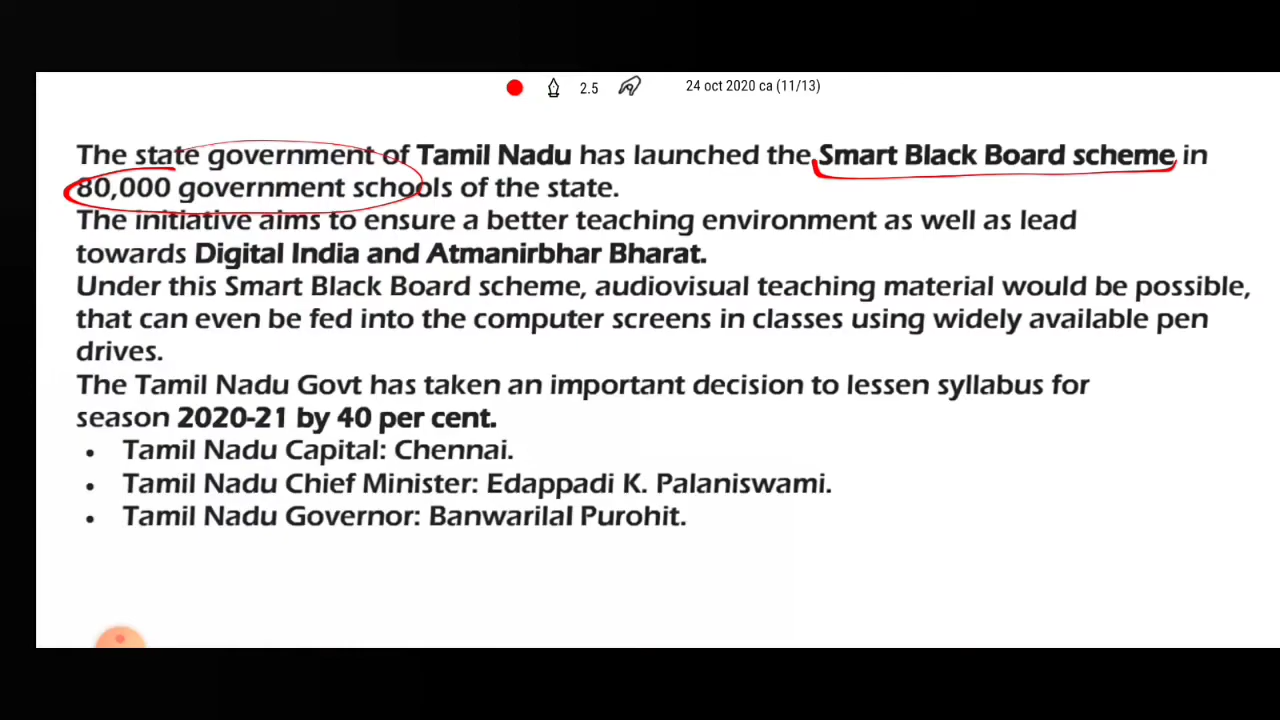 2.5 24 oct 2020 ca (11/13)
The state government of Tamil Nadu has launched the Smart Black Board scheme in
80,000 government schools of the state.
The initiative aims to ensure a better teaching environment as well as lead
towards Digital India and Atmanirbhar Bharat.
Under this Smart Black Board scheme, audiovisual teaching material would be possible,
that can even be fed into the computer screens in classes using widely available pen
drives.
The Tamil Nadu Govt has taken an important decision to lessen syllabus for
season 2020-21 by 40 per cent.
• Tamil Nadu Capital: Chennai.
• Tamil Nadu Chief Minister: Edappadi K. Palaniswami.
• Tamil Nadu Governor: Banwarilal Purohit.